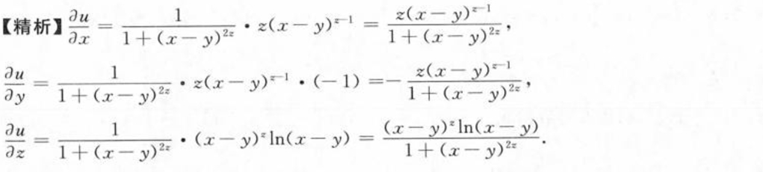 【精析】∂u/∂x = 1/(1+(x-y)^{2z}) · z(x-y)^{z-1} = z(x-y)^{z-1}/(1+(x-y)^{2z}),
∂u/∂y = 1/(1+(x-y)^{2z}) · z(x-y)^{z-1} · (-1) = - z(x-y)^{z-1}/(1+(x-y)^{2z}),
∂u/∂z = 1/(1+(x-y)^{2z}) · (x-y)^z ln(x-y) = (x-y)^z ln(x-y)/(1+(x-y)^{2z}).